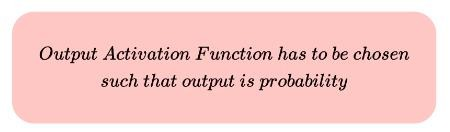 Output Activation Function has to be chosen
such that output is probability